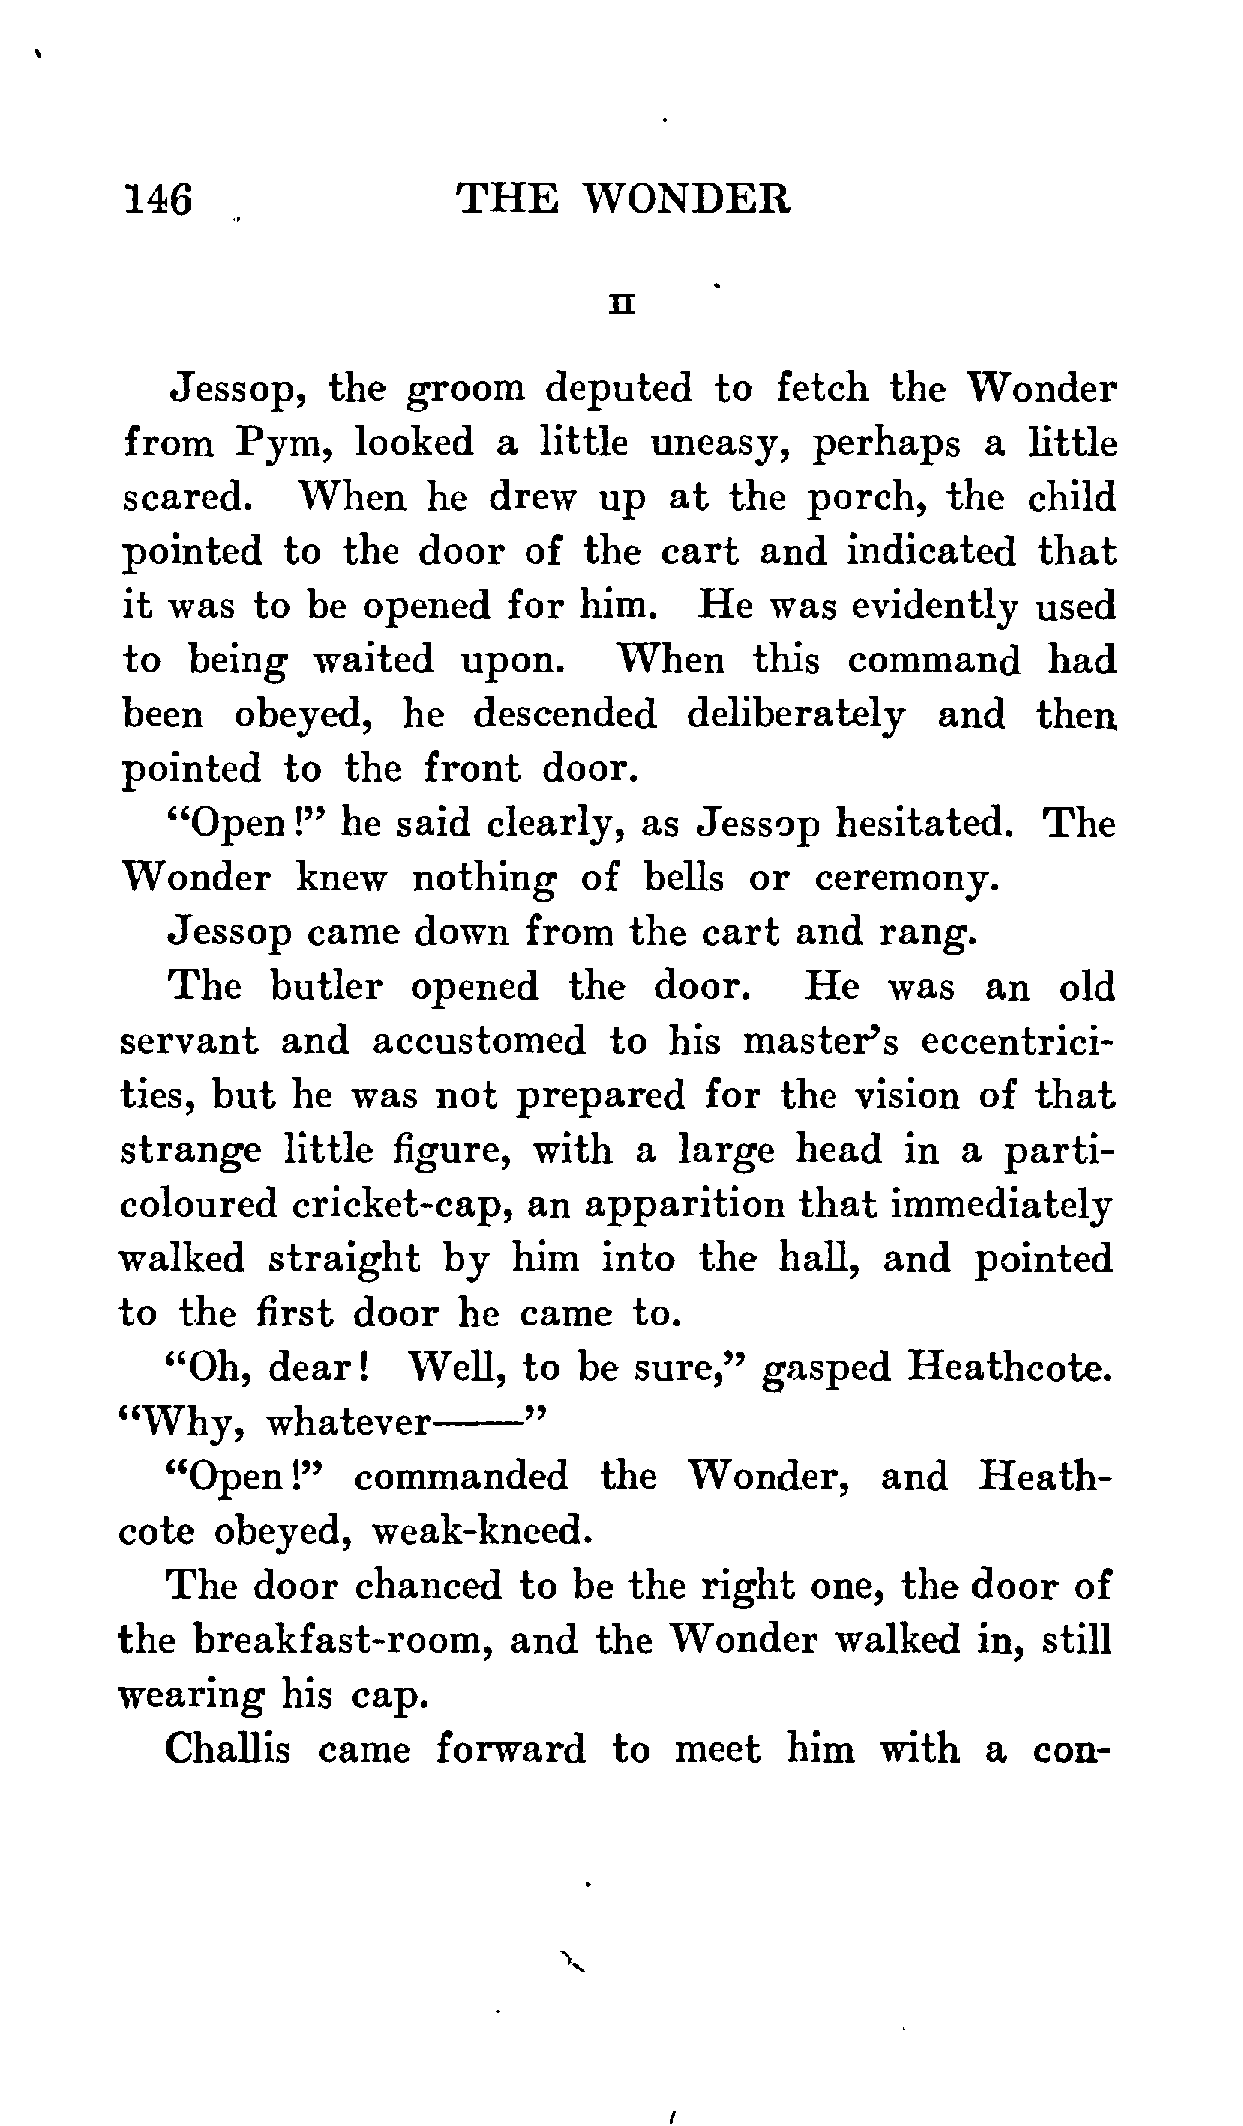 146 THE WONDER
II
Jessop, the groom deputed to fetch the Wonder
from Pym, looked a little uneasy, perhaps a little
scared. When he drew up at the porch, the child
pointed to the door of the cart and indicated that
it was to be opened for him. He was evidently used
to being waited upon. When this command had
been obeyed, he descended deliberately and then
pointed to the front door.
“Open!” he said clearly, as Jessop hesitated. The
Wonder knew nothing of bells or ceremony.
Jessop came down from the cart and rang.
The butler opened the door. He was an old
servant and accustomed to his master’s eccentrici-
ties, but he was not prepared for the vision of that
strange little figure, with a large head in a parti-
coloured cricket-cap, an apparition that immediately
walked straight by him into the hall, and pointed
to the first door he came to.
“Oh, dear! Well, to be sure,” gasped Heathcote.
“Why, whatever——”
“Open!” commanded the Wonder, and Heath-
cote obeyed, weak-kneed.
The door chanced to be the right one, the door of
the breakfast-room, and the Wonder walked in, still
wearing his cap.
Challis came forward to meet him with a con-